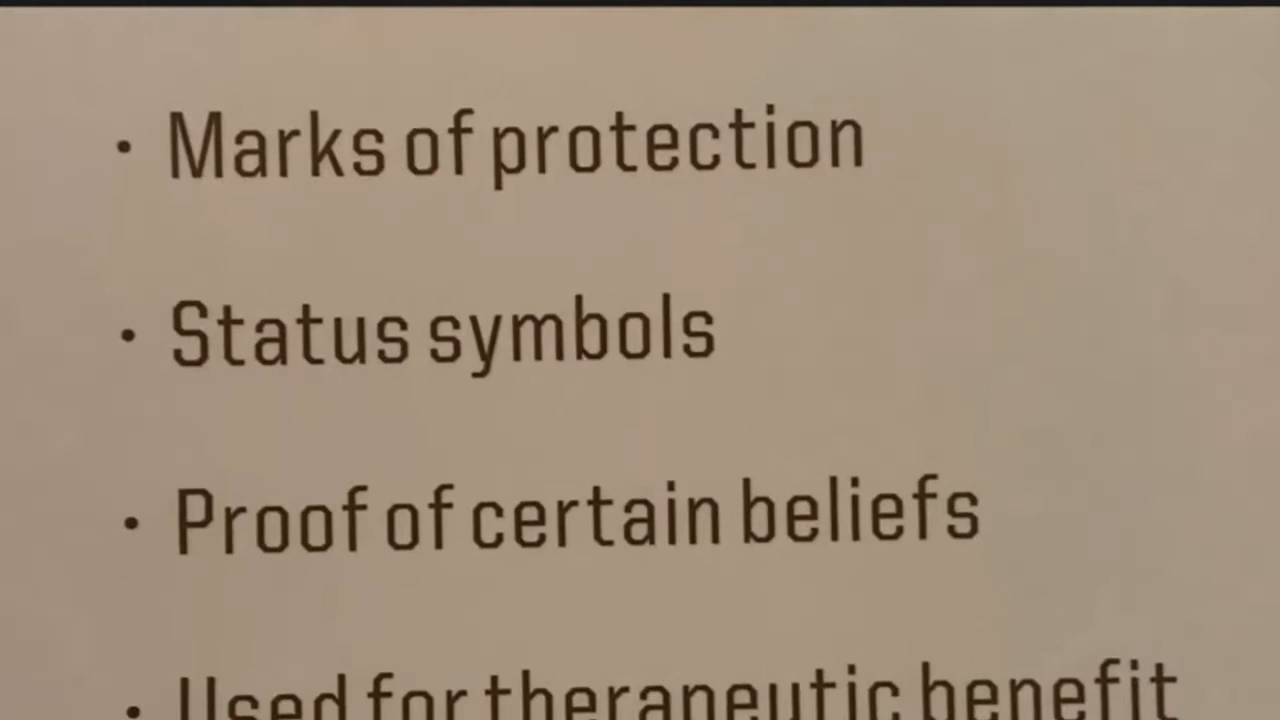 · Marks of protection
· Status symbols
· Proof of certain beliefs
· Used for therapeutic benefit